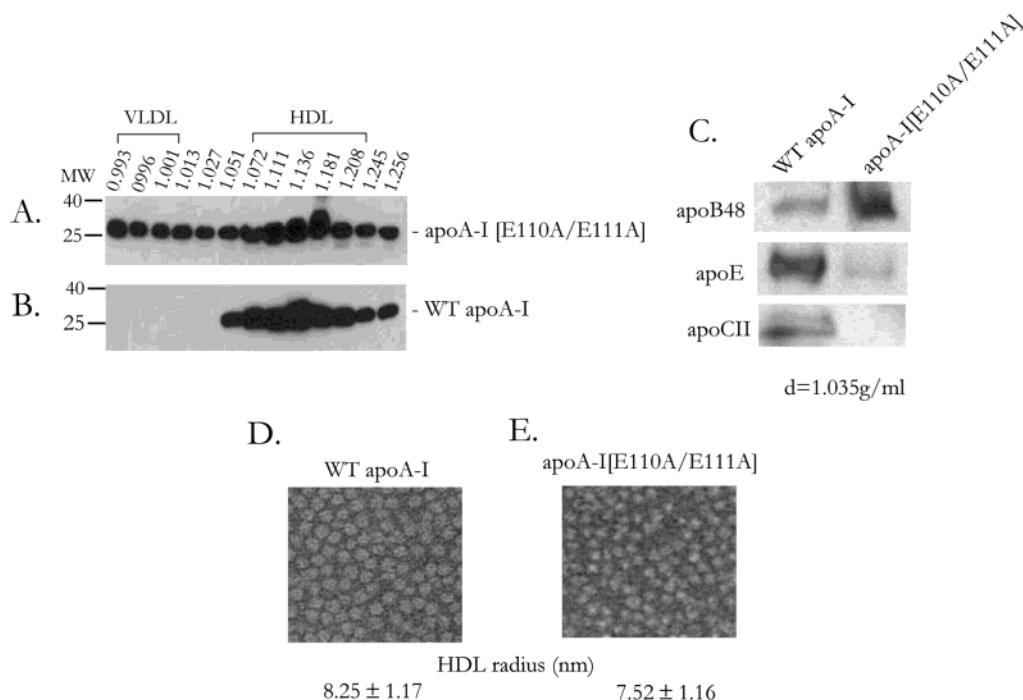 VLDL HDL
0.993 0996 1.001 1.013 1.027 1.051 1.072 1.111 1.136 1.181 1.208 1.245 1.256
MW
A.
40
25
- apoA-I [E110A/E111A]
B.
40
25
- WT apoA-I
C.
WT apoA-I apoA-I[E110A/E111A]
apoB48
apoE
apoCII
d=1.035g/ml
D.
WT apoA-I
E.
apoA-I[E110A/E111A]
HDL radius (nm)
8.25 ± 1.17 7.52 ± 1.16